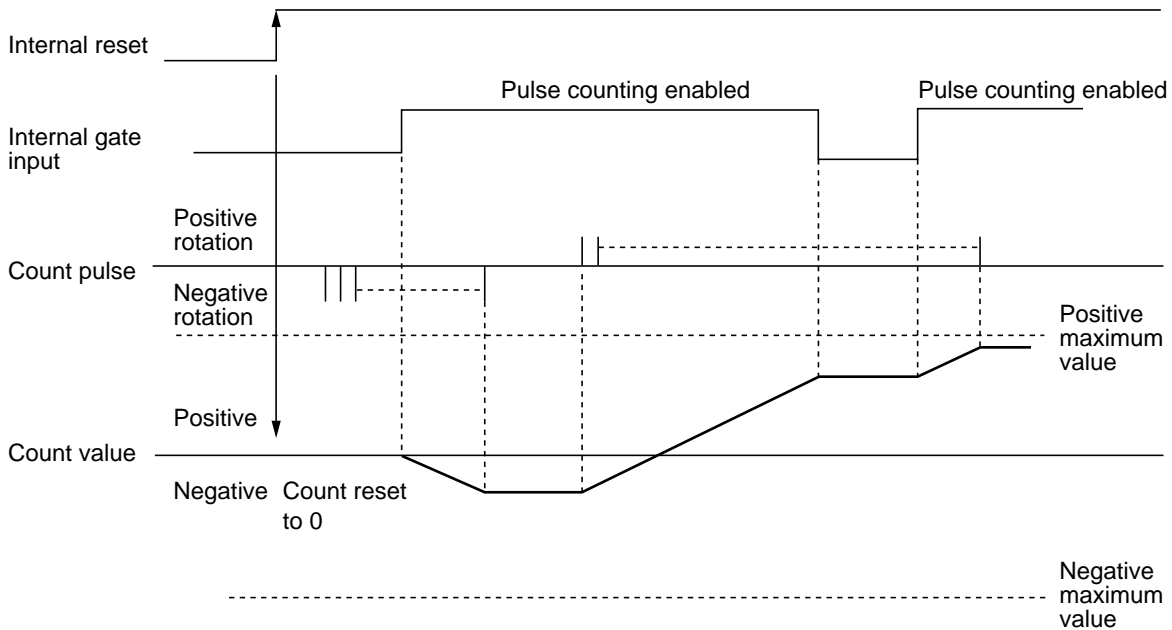 Internal reset
Pulse counting enabled
Pulse counting enabled
Internal gate
input
Positive
rotation
Count pulse
Negative
rotation
Positive
maximum
value
Positive
Count value
Negative
Count reset
to 0
Negative
maximum
value